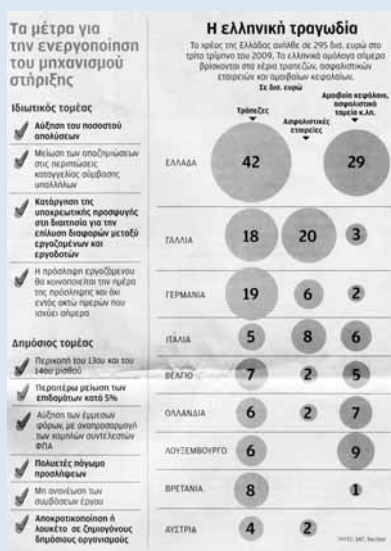 Τα μέτρα για
την ενεργοποίηση
του μηχανισμού
στήριξης
Ιδιωτικός τομέας
Αύξηση του ποσοστού
απολύσεων
Μείωση των αποζημιώσεων
στις περιπτώσεις
καταγγελίας σύμβασης
υπαλλήλων
Κατάργηση της
υποχρεωτικής προσφυγής
στη διαιτησία για την
επίλυση διαφορών μεταξύ
εργαζομένων και
εργοδοτών
Η πρόσληψη εργαζόμενου
θα κοινοποιείται την ημέρα
της πρόσληψης και όχι
εντός οκτώ ημερών που
ισχύει σήμερα
Δημόσιος τομέας
Περικοπή του 13ου και του
14ου μισθού
Περαιτέρω μείωση των
επιδομάτων κατά 5%
Αύξηση των έμμεσων
φόρων, με αναπροσαρμογή
των χαμηλών συντελεστών
ΦΠΑ
Πολυετές πάγωμα
προσλήψεων
Μη ανανέωση των
συμβάσεων έργου
Αποκρατικοποίηση ή
λουκέτο σε ζημιογόνους
δημόσιους οργανισμούς
Η ελληνική τραγωδία
Το χρέος της Ελλάδας ανήλθε σε 295 δισ. ευρώ στο
τρίτο τρίμηνο του 2009. Τα ελληνικά ομόλογα σήμερα
βρίσκονται στα χέρια τραπεζών, ασφαλιστικών
εταιρειών και αμοιβαίων κεφαλαίων.
Σε δισ. ευρώ
Τράπεζες
Ασφαλιστικές
εταιρείες
Αμοιβαία κεφάλαια,
ασφαλιστικά
ταμεία κ.λπ.
ΕΛΛΑΔΑ 42 29
ΓΑΛΛΙΑ 18 20 3
ΓΕΡΜΑΝΙΑ 19 6 2
ΙΤΑΛΙΑ 5 8 6
ΒΕΛΓΙΟ 7 2 5
ΟΛΛΑΝΔΙΑ 6 2 7
ΛΟΥΞΕΜΒΟΥΡΓΟ 6 9
ΒΡΕΤΑΝΙΑ 8 1
ΑΥΣΤΡΙΑ 4 2